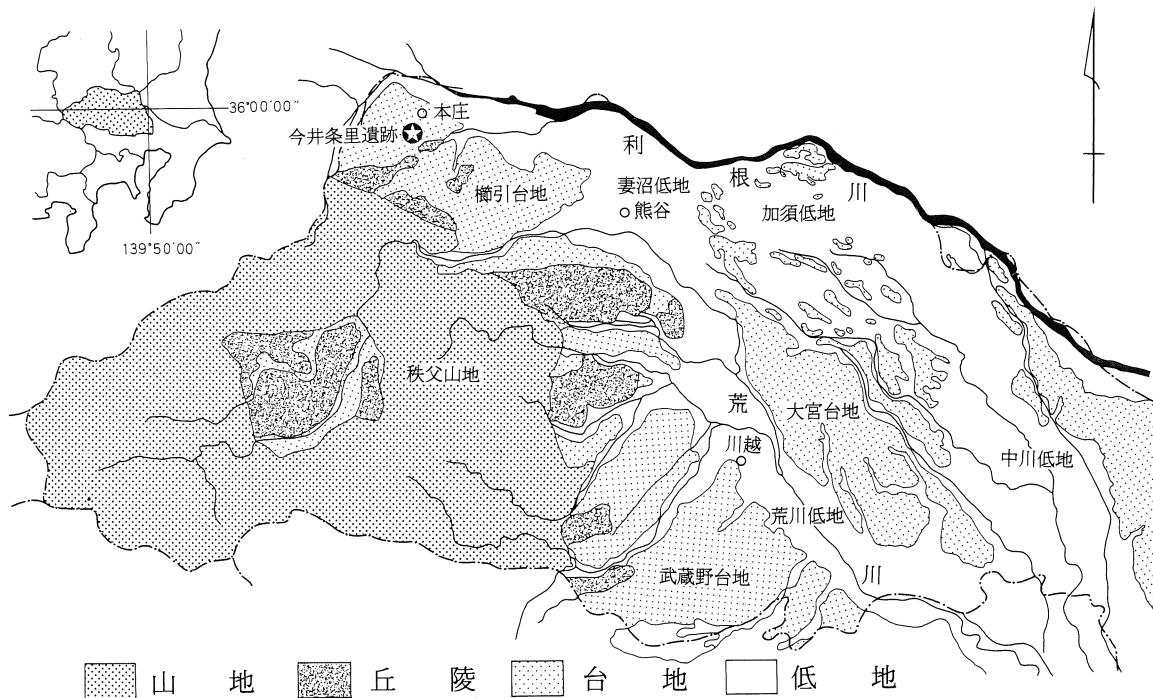 36°00′00″
139°50′00″
本庄
今井条里遺跡
利根川
櫛引台地
妻沼低地
熊谷
加須低地
秩父山地
荒川
大宮台地
川越
中川低地
荒川低地
武蔵野台地
山地
丘陵
台地
低地